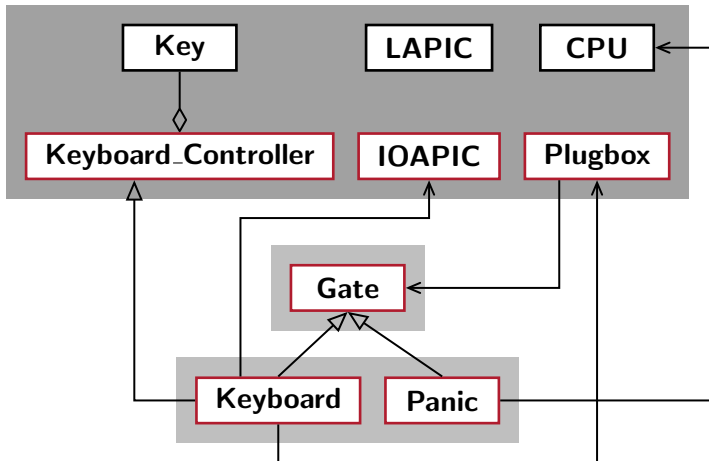 Key
LAPIC
CPU
Keyboard_Controller
IOAPIC
Plugbox
Gate
Keyboard
Panic